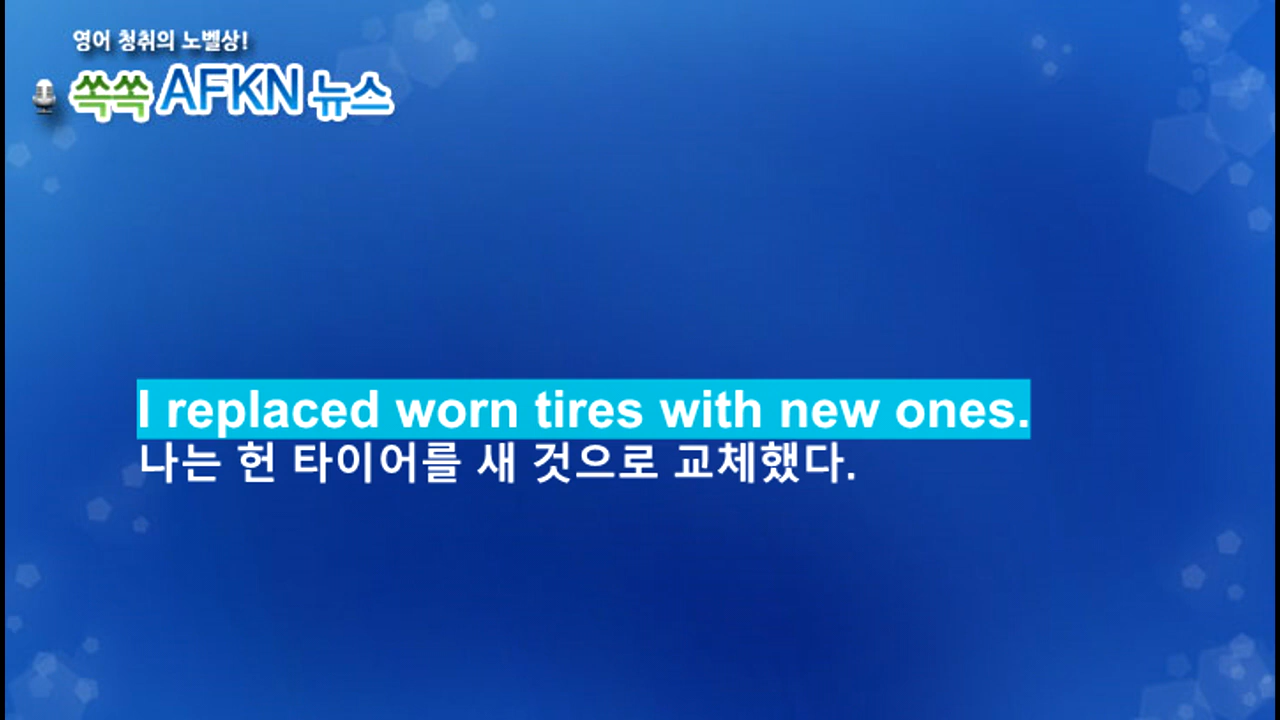 영어 청취의 노벨상!
쏙쏙 AFKN 뉴스
I replaced worn tires with new ones.
나는 헌 타이어를 새 것으로 교체했다.